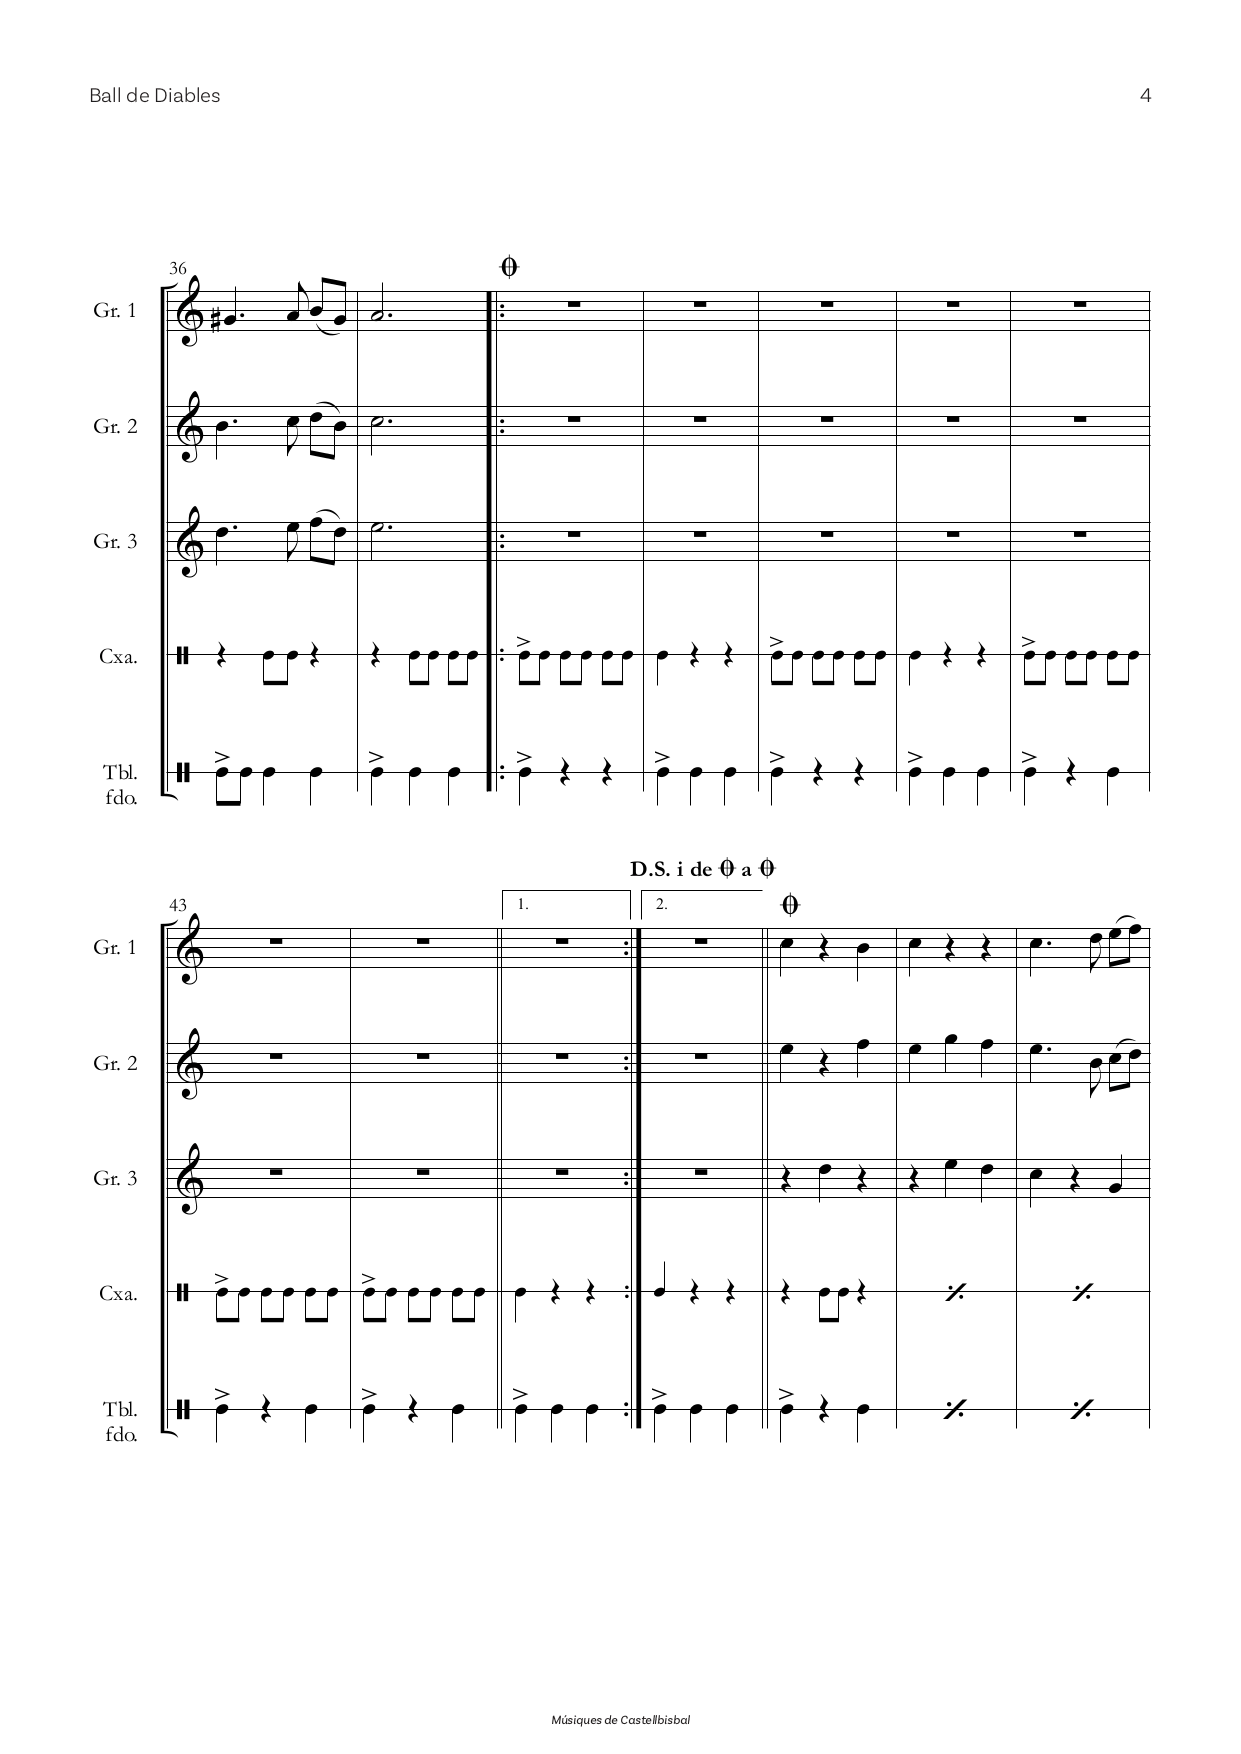 Ball de Diables 4
36
Gr. 1
Gr. 2
Gr. 3
Cxa.
Tbl.
fdo.
D.S. i de a
43 1. 2.
Gr. 1
Gr. 2
Gr. 3
Cxa.
Tbl.
fdo.
Músiques de Castellbisbal